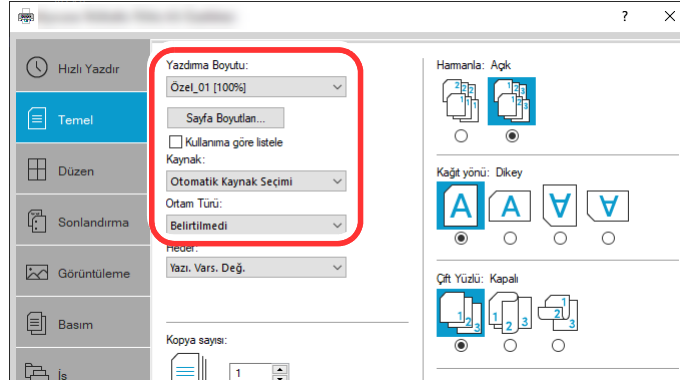 ?
Hızlı Yazdır
Temel
Düzen
Sonlandırma
Görüntüleme
Basım
İş
Yazdırma Boyutu:
Özel_01 [100%]
Sayfa Boyutları...
Kullanıma göre listele
Kaynak:
Otomatik Kaynak Seçimi
Ortam Türü:
Belirtilmedi
Hedef:
Yazı. Vars. Değ.
Kopya sayısı:
1
Harmanla: Açık
Kağıt yönü: Dikey
Çift Yüzlü: Kapalı